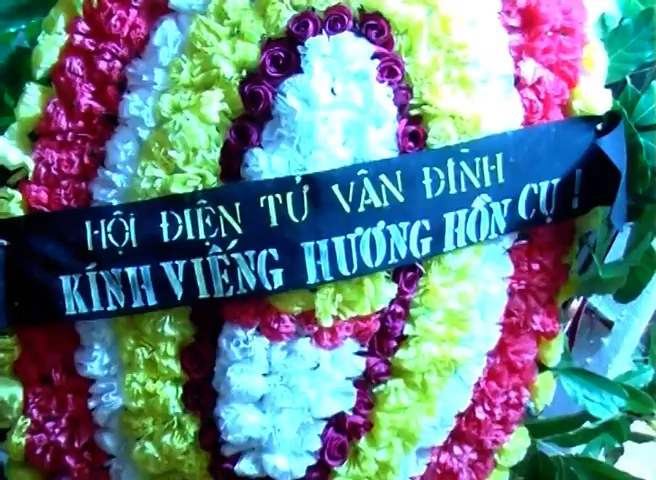 HỘI ĐIỆN TỬ VÂN ĐÌNH
KÍNH VIẾNG HƯƠNG HỒN CỤ !